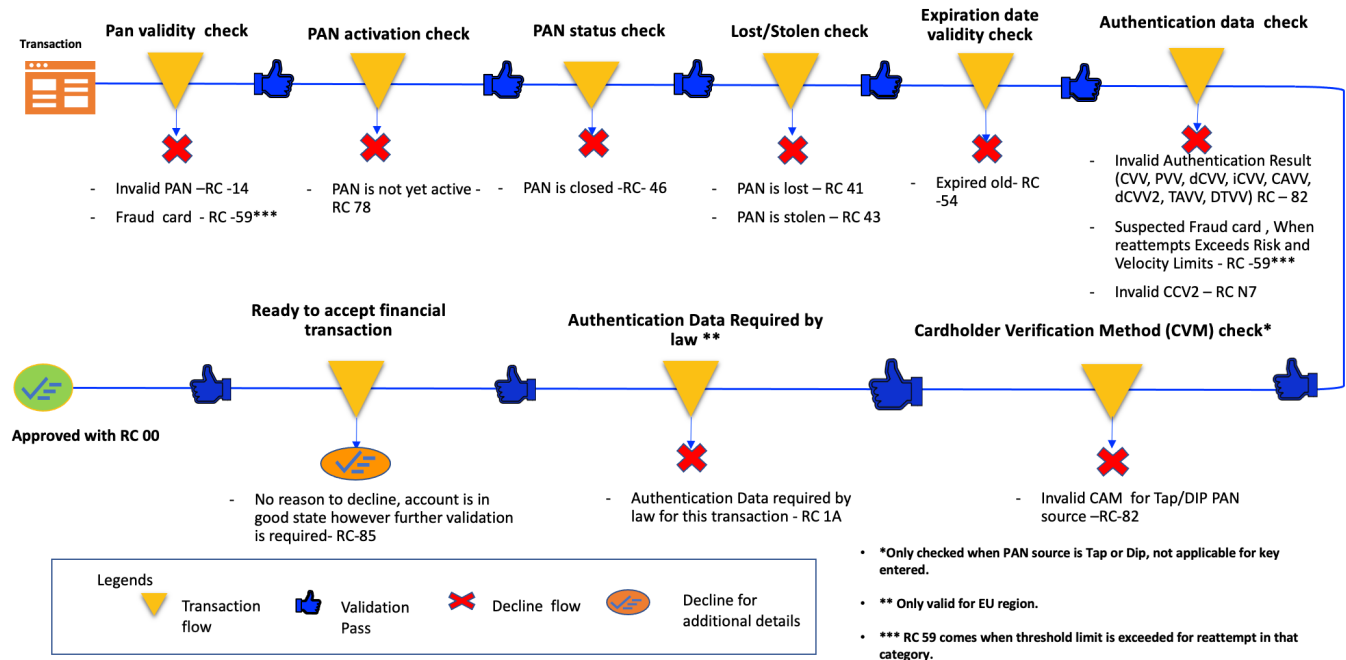 Transaction
Pan validity check
PAN activation check
PAN status check
Lost/Stolen check
Expiration date
validity check
Authentication data  check
-   Invalid PAN –RC -14
-   Fraud  card  - RC -59***
-   PAN is not yet active -
RC 78
-   PAN is closed -RC- 46
-   PAN is lost – RC 41
-   PAN is stolen – RC 43
-   Expired old- RC
-54
-   Invalid Authentication Result
(CVV, PVV, dCVV, iCVV, CAVV,
dCVV2, TAVV, DTVV) RC – 82
-   Suspected Fraud card , When
reattempts Exceeds Risk and
Velocity Limits - RC -59***
-   Invalid CCV2 – RC N7
Ready to accept financial
transaction
Authentication Data Required by
law **
Cardholder Verification Method (CVM) check*
Approved with RC 00
-   No reason to decline, account is in
good state however further validation
is required- RC-85
-   Authentication Data required by
law for this transaction - RC 1A
-   Invalid CAM  for Tap/DIP PAN
source –RC-82
Legends
Transaction
flow
Validation
Pass
Decline  flow
Decline for
additional details
•   *Only checked when PAN source is Tap or Dip, not applicable for key
entered.
•   ** Only valid for EU region.
•   *** RC 59 comes when threshold limit is exceeded for reattempt in that
category.